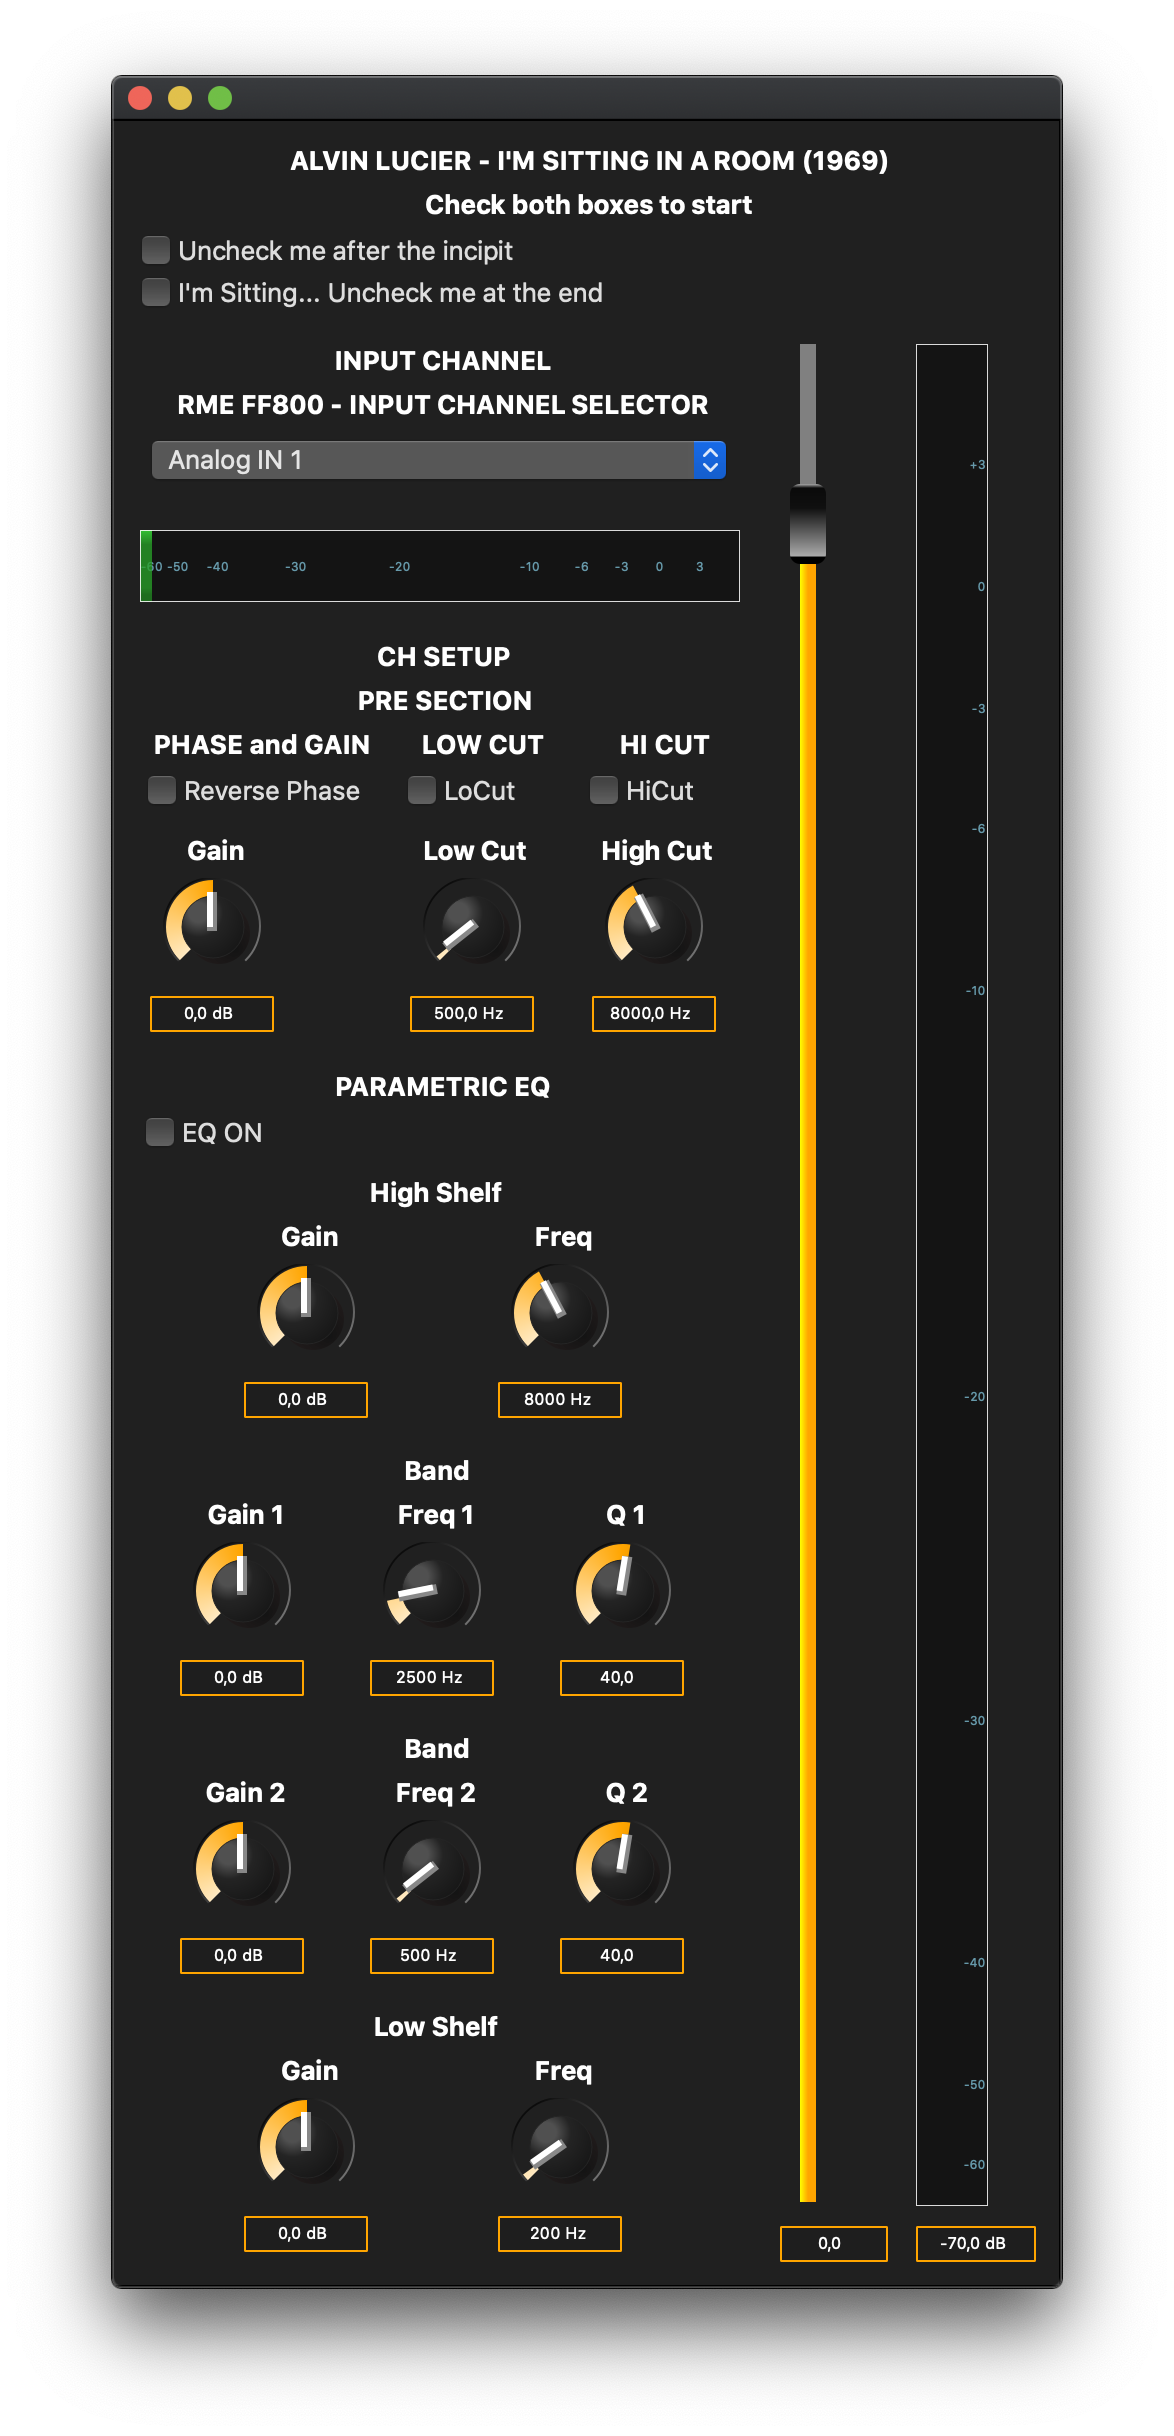 ALVIN LUCIER - I'M SITTING IN A ROOM (1969)
Check both boxes to start
Uncheck me after the incipit
I'm Sitting... Uncheck me at the end
INPUT CHANNEL
RME FF800 - INPUT CHANNEL SELECTOR
Analog IN 1
-60 -50 -40 -30 -20 -10 -6 -3 0 3
CH SETUP
PRE SECTION
PHASE and GAIN LOW CUT HI CUT
Reverse Phase LoCut HiCut
Gain Low Cut High Cut
0,0 dB 500,0 Hz 8000,0 Hz
PARAMETRIC EQ
EQ ON
High Shelf
Gain Freq
0,0 dB 8000 Hz
Band
Gain 1 Freq 1 Q 1
0,0 dB 2500 Hz 40,0
Band
Gain 2 Freq 2 Q 2
0,0 dB 500 Hz 40,0
Low Shelf
Gain Freq
0,0 dB 200 Hz
+3
0
-3
-6
-10
-20
-30
-40
-50
-60
0,0 -70,0 dB